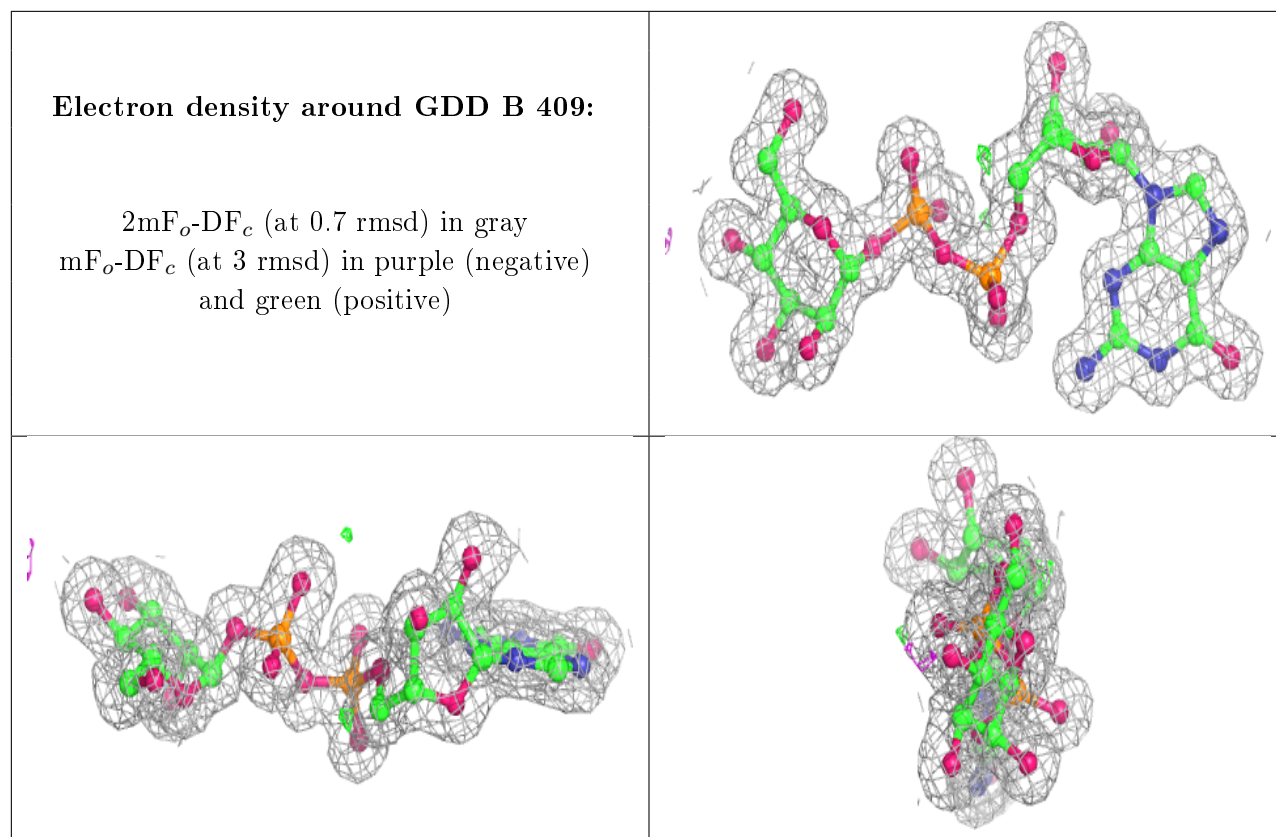 Electron density around GDD B 409:
2mFo-DFc (at 0.7 rmsd) in gray
mFo-DFc (at 3 rmsd) in purple (negative)
and green (positive)